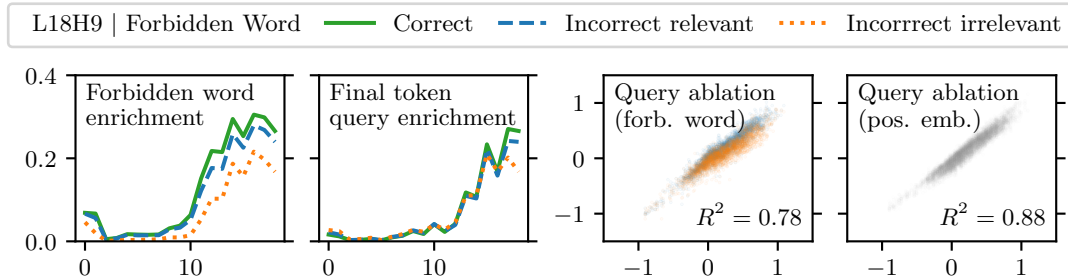 L18H9 | Forbidden Word Correct Incorrect relevant Incorrrect irrelevant
Forbidden word
enrichment
0.4
0.2
0.0
0 10
Final token
query enrichment
0 10
Query ablation
(forb. word)
R² = 0.78
1
0
−1
−1 0 1
Query ablation
(pos. emb.)
R² = 0.88
−1 0 1